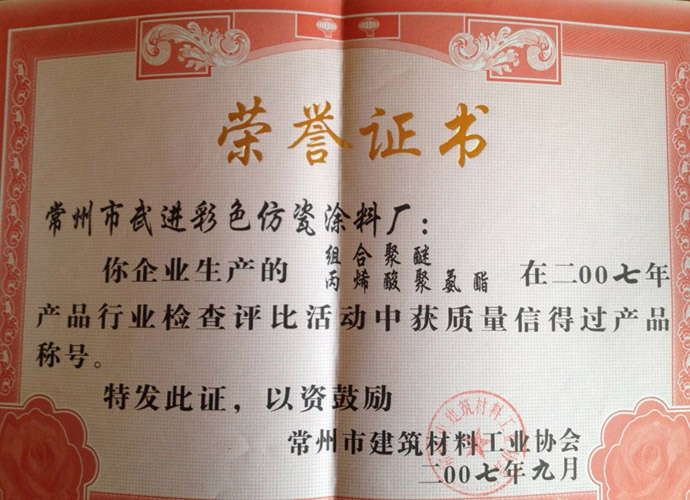 荣誉证书
常州市武进彩色仿瓷涂料厂：
组合聚醚
你企业生产的 丙烯酸聚氨酯 在二00七年
产品行业检查评比活动中获质量信得过产品
称号。
特发此证，以资鼓励
常州市建筑材料工业协会
二00七年九月